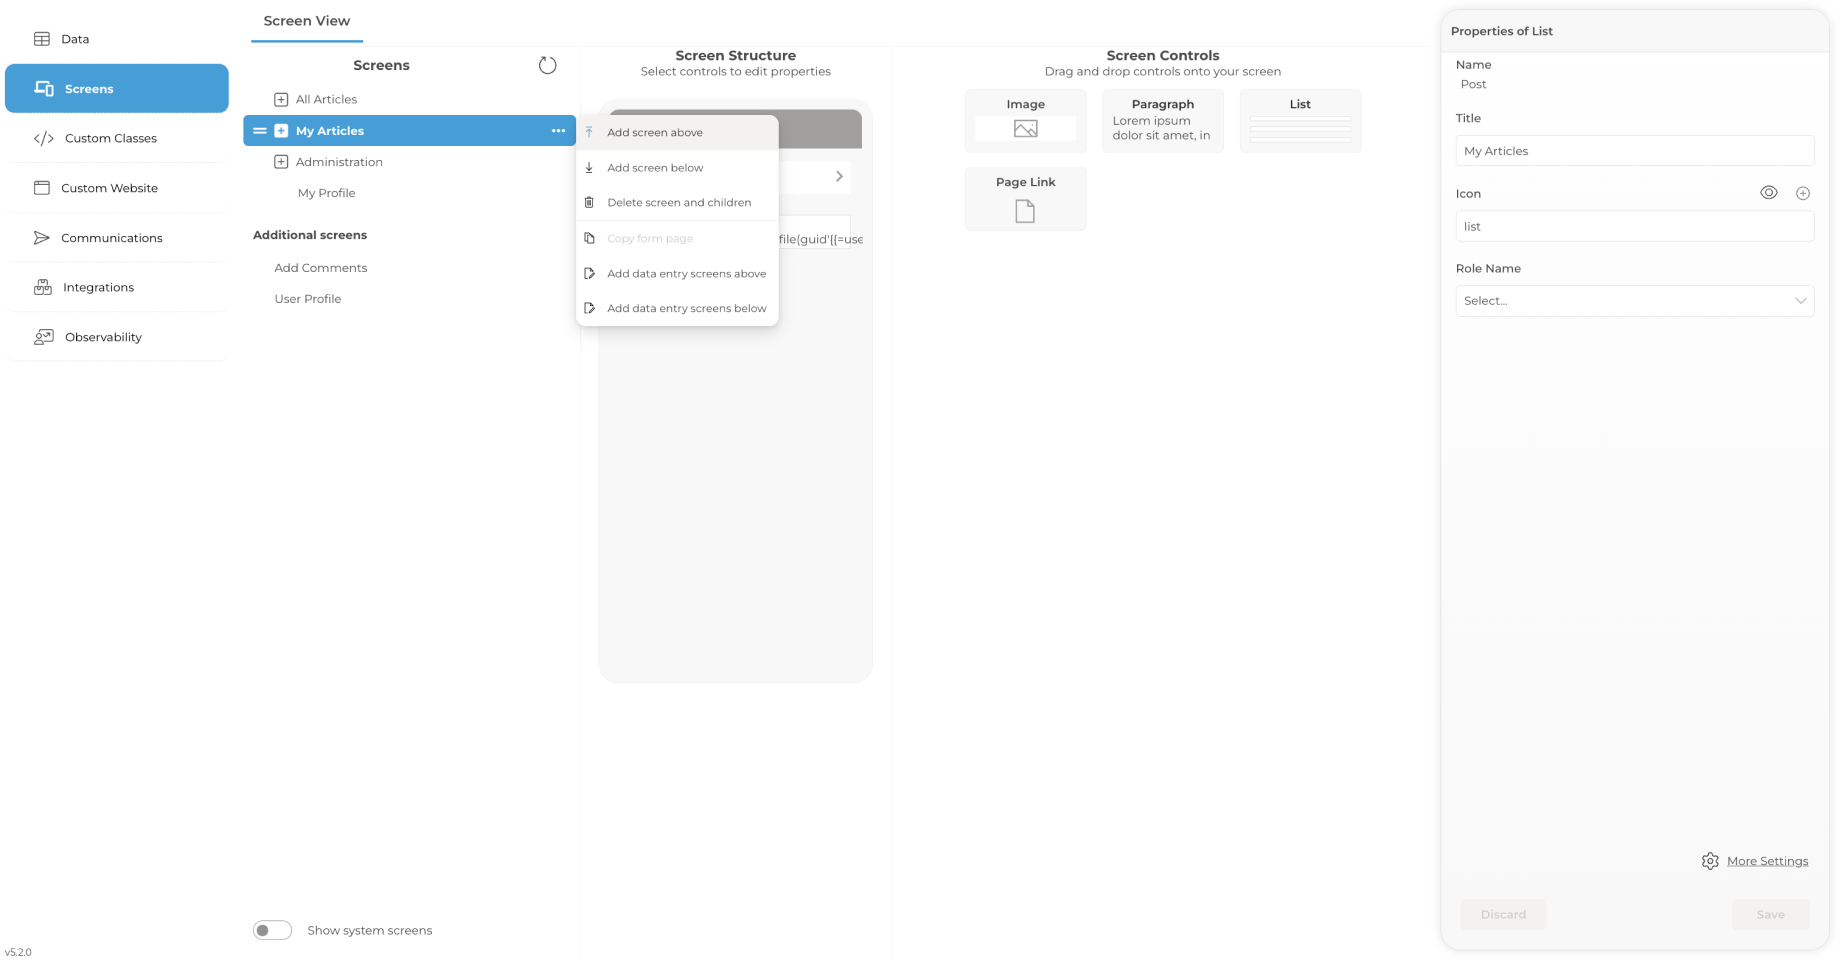 Data
Screens
Custom Classes
Custom Website
Communications
Integrations
Observability
v5.2.0
Screen View
Screens
All Articles
My Articles
Administration
My Profile
Additional screens
Add Comments
User Profile
Show system screens
Screen Structure
Select controls to edit properties
file(guid'{{=use
Add screen above
Add screen below
Delete screen and children
Copy form page
Add data entry screens above
Add data entry screens below
Screen Controls
Drag and drop controls onto your screen
Image
Paragraph
Lorem ipsum
dolor sit amet, in
List
Page Link
Properties of List
Name
Post
Title
My Articles
Icon
list
Role Name
Select...
More Settings
Discard
Save